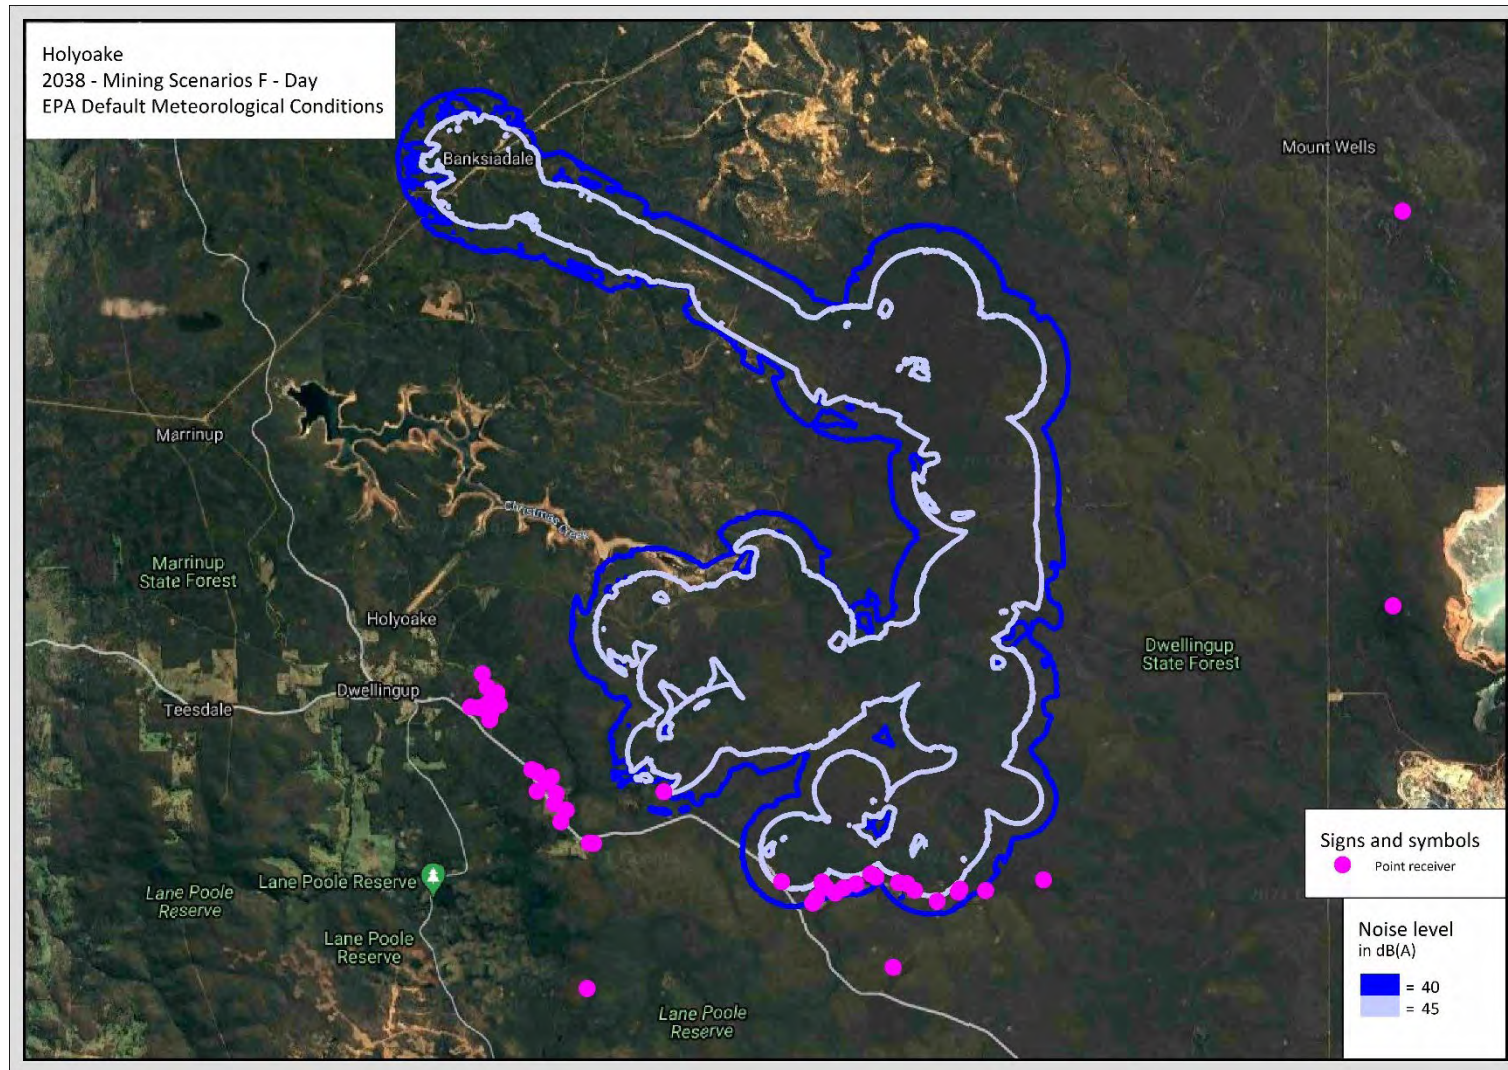 Holyoake
2038 - Mining Scenarios F - Day
EPA Default Meteorological Conditions
Banksiadale
Mount Wells
Marrinup
Christmas Creek
Marrinup
State Forest
Holyoake
Dwellingup
State Forest
Dwellingup
Teesdale
Lane Poole Reserve
Lane Poole
Reserve
Lane Poole
Reserve
Lane Poole
Reserve
Signs and symbols
Point receiver
Noise level
in dB(A)
= 40
= 45